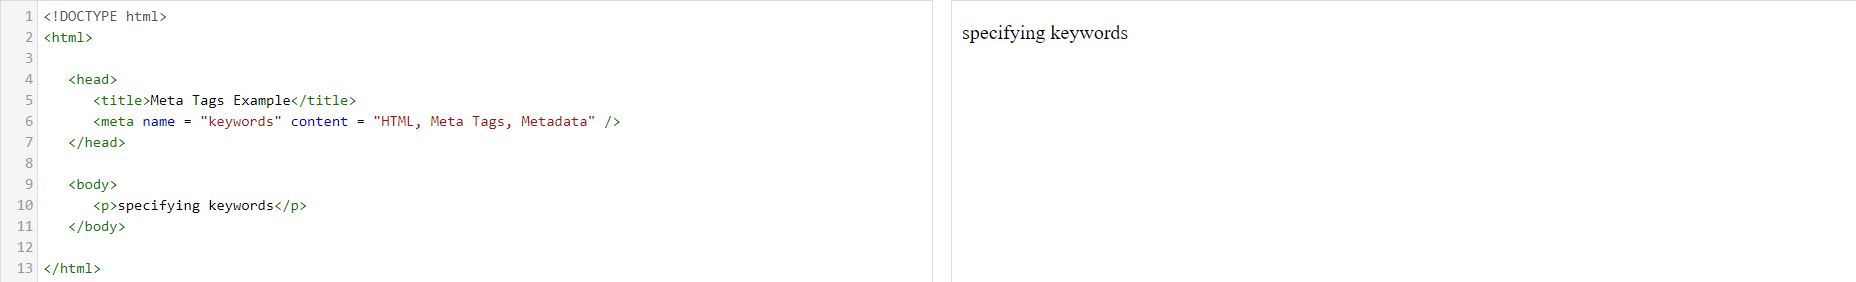 1 <!DOCTYPE html>
2 <html>
3
4    <head>
5       <title>Meta Tags Example</title>
6       <meta name = "keywords" content = "HTML, Meta Tags, Metadata" />
7    </head>
8
9    <body>
10       <p>specifying keywords</p>
11    </body>
12
13 </html>
specifying keywords